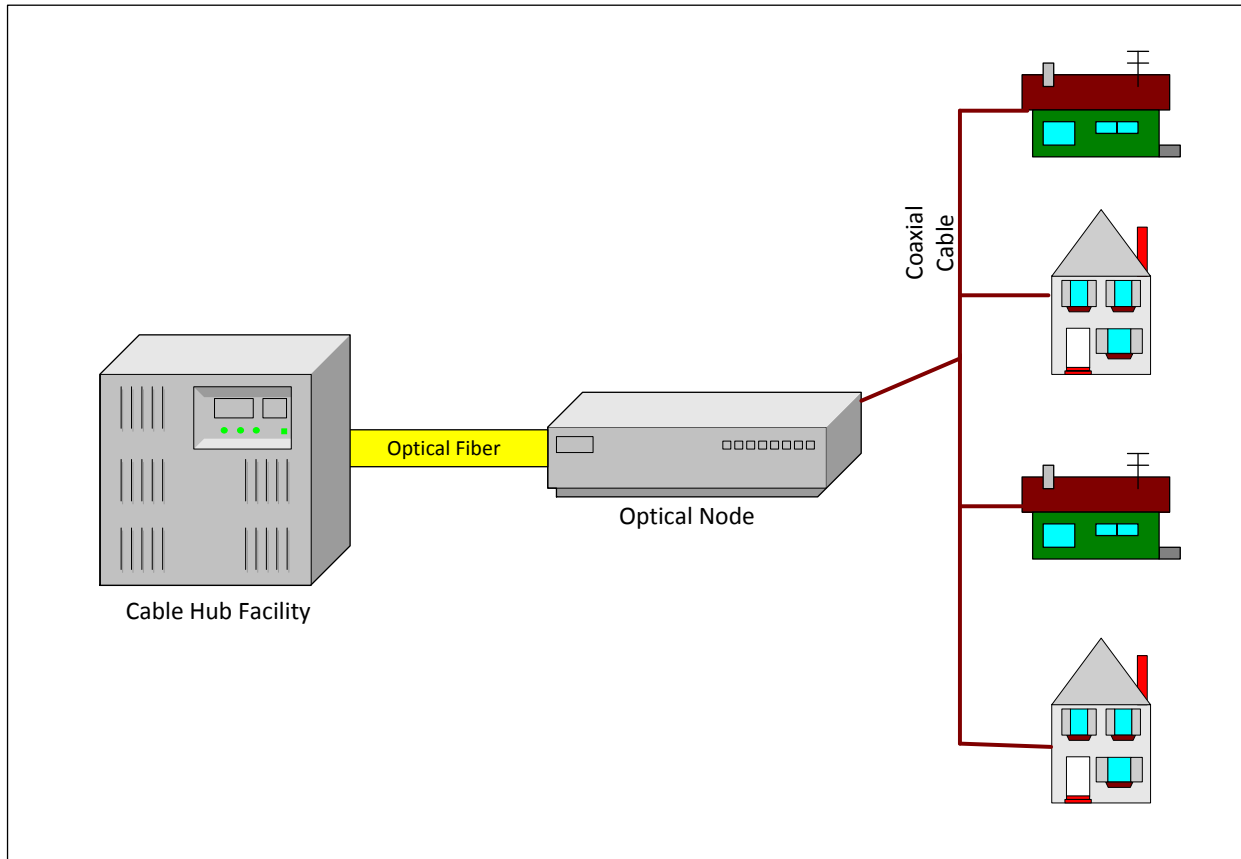 Coaxial
Cable
Optical Fiber
Optical Node
Cable Hub Facility